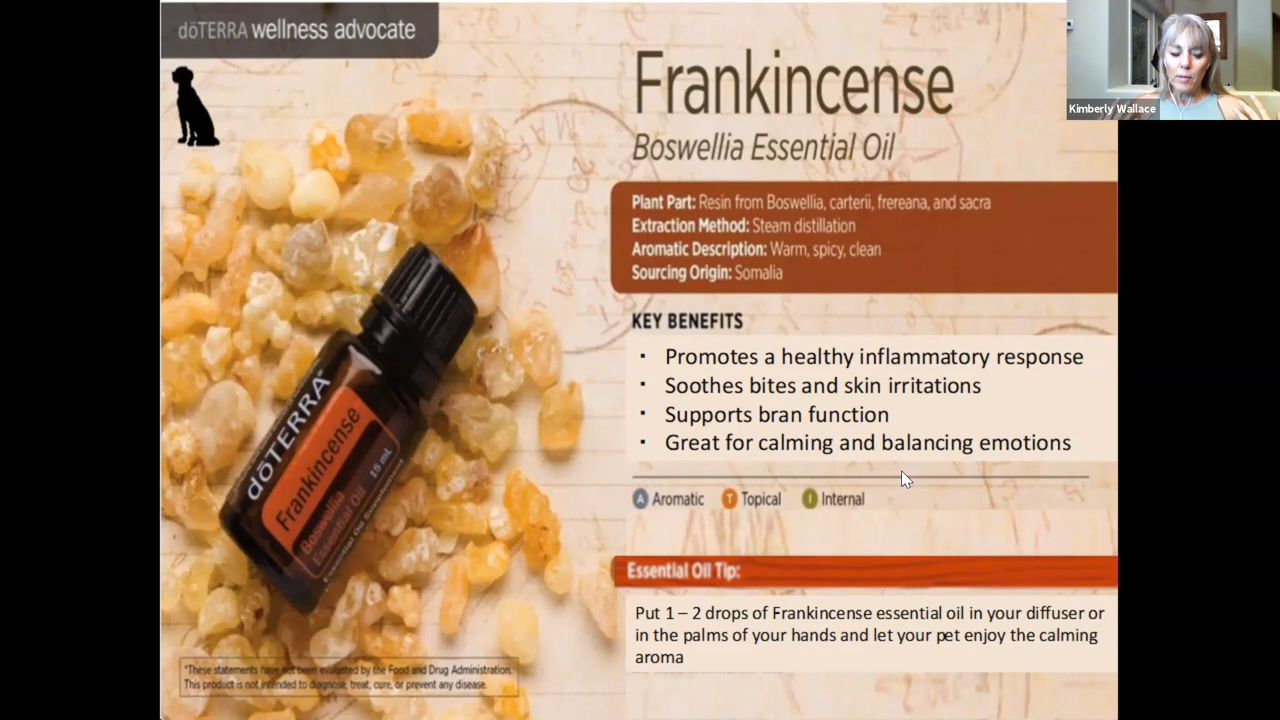 dōTERRA wellness advocate
Frankincense
Boswellia Essential Oil
Kimberly Wallace
Plant Part: Resin from Boswellia, carterii, frereana, and sacra
Extraction Method: Steam distillation
Aromatic Description: Warm, spicy, clean
Sourcing Origin: Somalia
KEY BENEFITS
▪ Promotes a healthy inflammatory response
▪ Soothes bites and skin irritations
▪ Supports bran function
▪ Great for calming and balancing emotions
A Aromatic T Topical I Internal
Essential Oil Tip:
Put 1 – 2 drops of Frankincense essential oil in your diffuser or
in the palms of your hands and let your pet enjoy the calming
aroma
dōTERRA
Frankincense
Boswellia
Essential Oil 15 mL
Essential Oil Supplement
*These statements have not been evaluated by the Food and Drug Administration.
This product is not intended to diagnose, treat, cure, or prevent any disease.